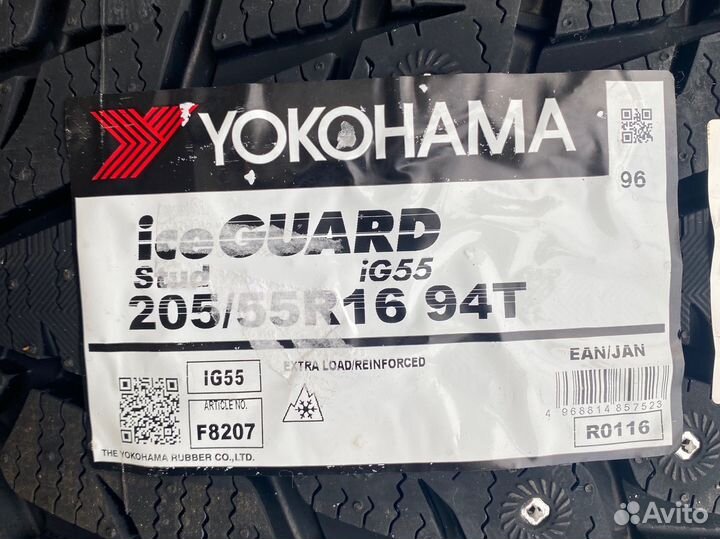 YOKOHAMA
96
iceGUARD
Stud iG55
205/55R16 94T
EXTRA LOAD/REINFORCED
EAN/JAN
IG55
4 968814 857523
ARTICLE NO.
F8207
R0116
THE YOKOHAMA RUBBER CO.,LTD.
Avito